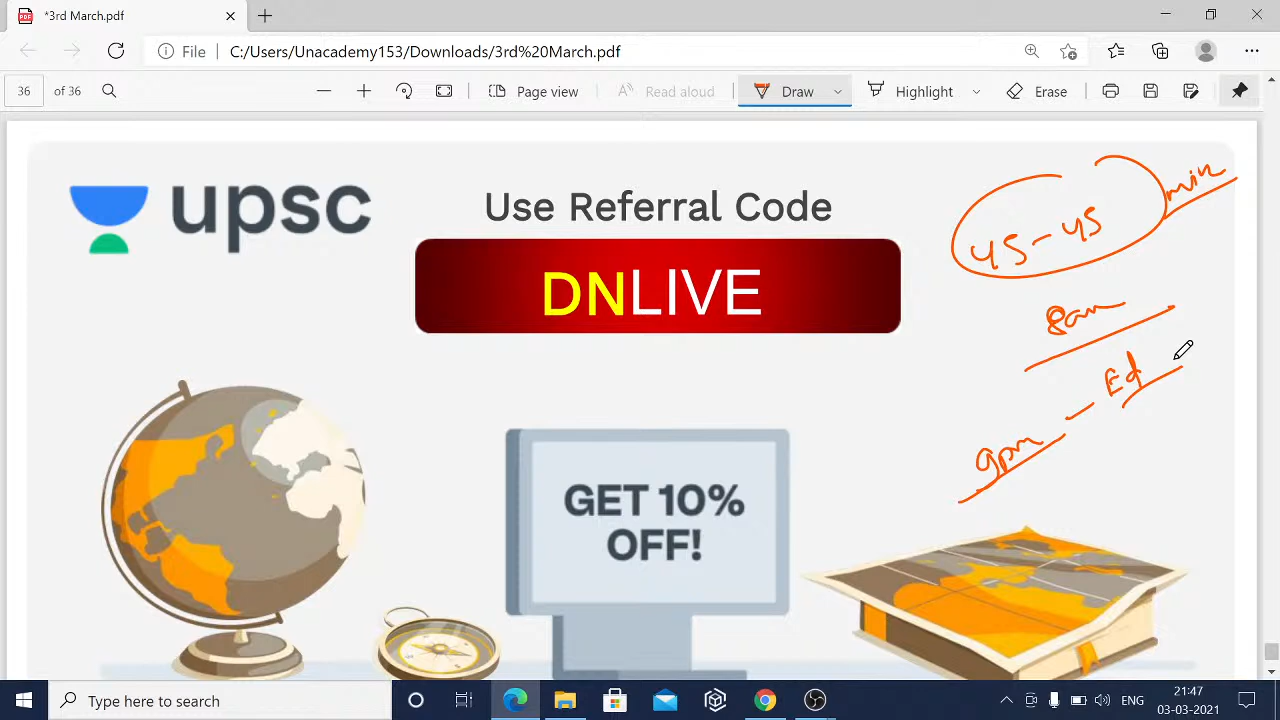 *3rd March.pdf
File C:/Users/Unacademy153/Downloads/3rd%20March.pdf
36 of 36 Page view Read aloud Draw Highlight Erase
upsc
Use Referral Code
DNLIVE
45-45 min
8am
9pm - Ed
GET 10%
OFF!
Type here to search
ENG
21:47
03-03-2021